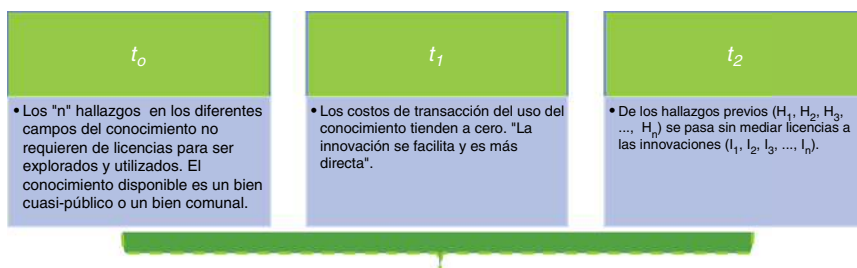 t₀
• Los "n" hallazgos en los diferentes
campos del conocimiento no
requieren de licencias para ser
explorados y utilizados. El
conocimiento disponible es un bien
cuasi-público o un bien comunal.
t₁
• Los costos de transacción del uso del
conocimiento tienden a cero. "La
innovación se facilita y es más
directa".
t₂
• De los hallazgos previos (H₁, H₂, H₃,
..., Hₙ) se pasa sin mediar licencias a
las innovaciones (I₁, I₂, I₃, ..., Iₙ).